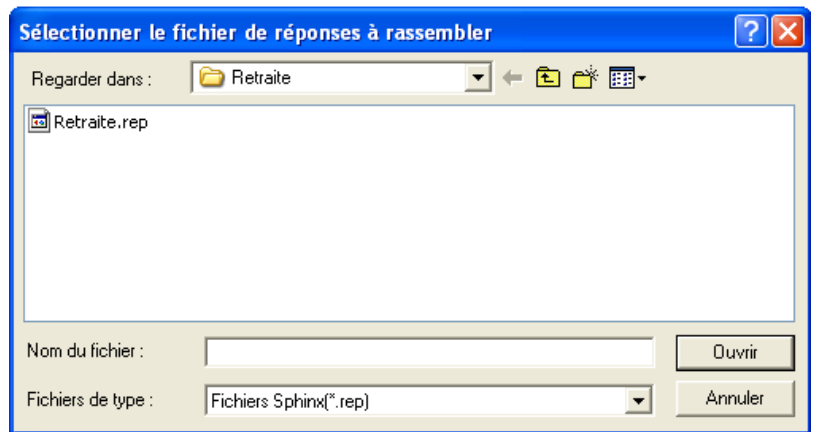 Sélectionner le fichier de réponses à rassembler
Regarder dans :
Retraite
Retraite.rep
Nom du fichier :
Ouvrir
Fichiers de type :
Fichiers Sphinx(*.rep)
Annuler